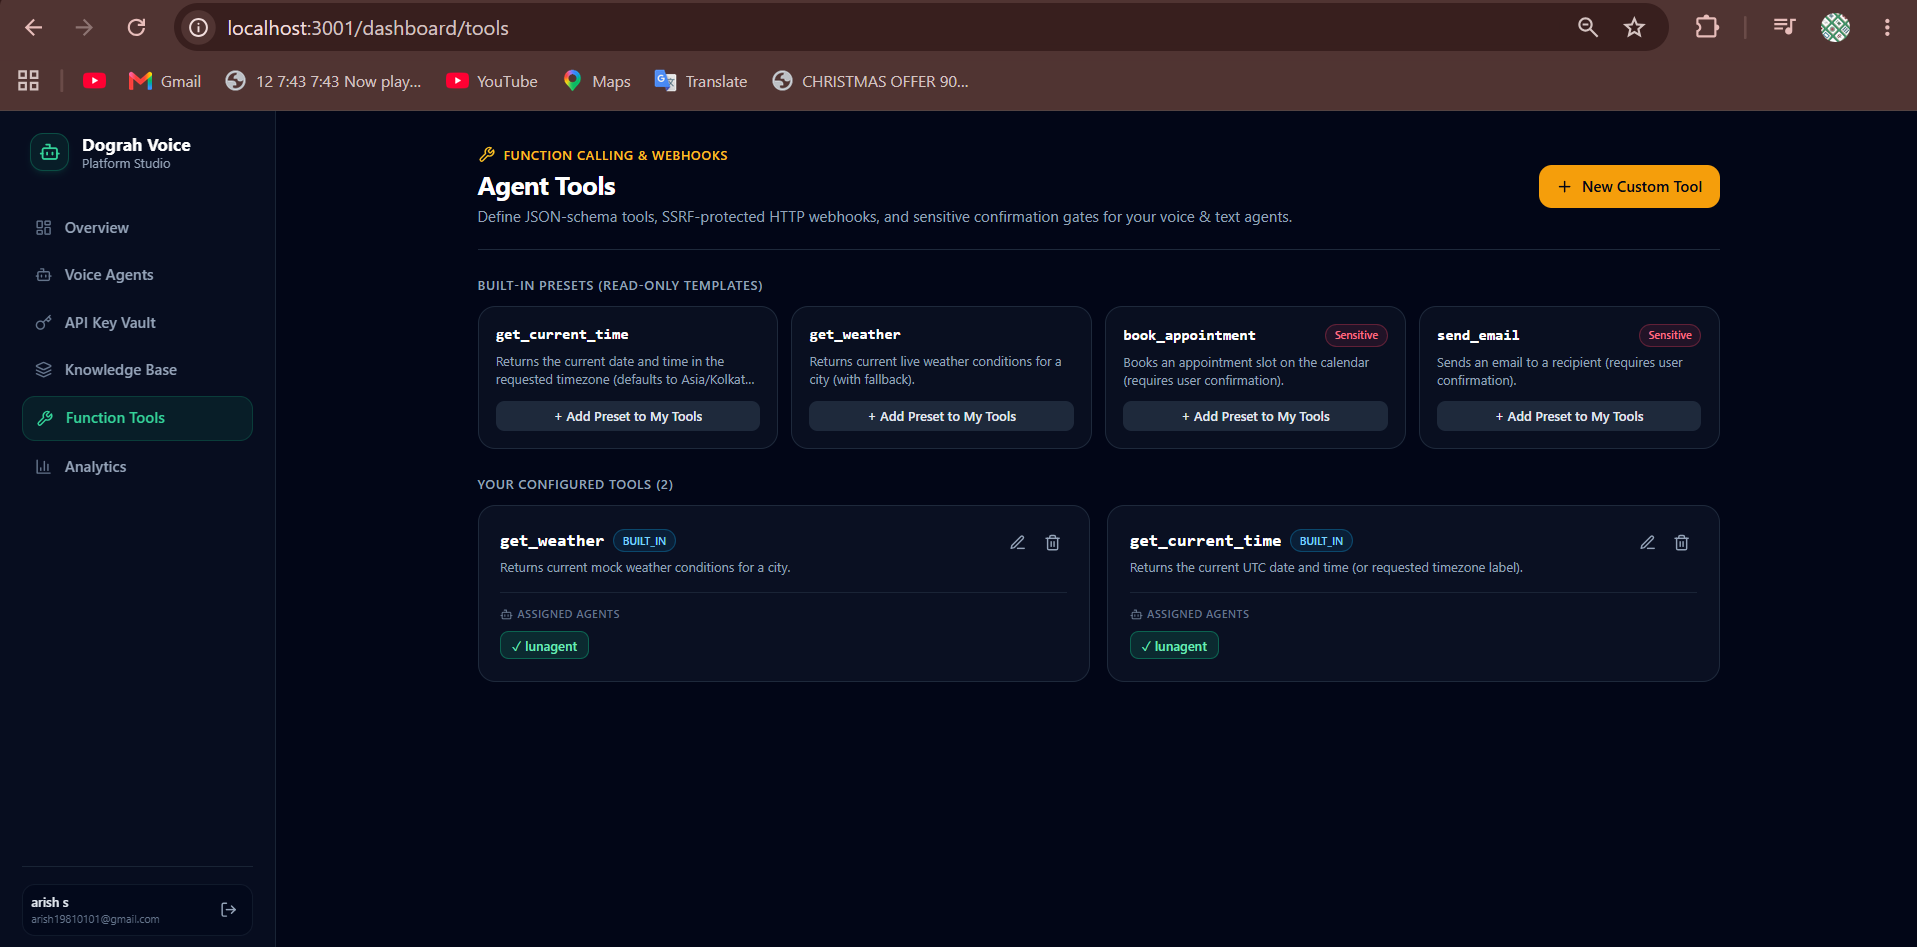 localhost:3001/dashboard/tools
Gmail
12 7:43 7:43 Now play...
YouTube
Maps
Translate
CHRISTMAS OFFER 90...
Dograh Voice
Platform Studio
Overview
Voice Agents
API Key Vault
Knowledge Base
Function Tools
Analytics
arish s
arish19810101@gmail.com
FUNCTION CALLING & WEBHOOKS
Agent Tools
Define JSON-schema tools, SSRF-protected HTTP webhooks, and sensitive confirmation gates for your voice & text agents.
+ New Custom Tool
BUILT-IN PRESETS (READ-ONLY TEMPLATES)
get_current_time
Returns the current date and time in the
requested timezone (defaults to Asia/Kolkat...
+ Add Preset to My Tools
get_weather
Returns current live weather conditions for a
city (with fallback).
+ Add Preset to My Tools
book_appointment
Sensitive
Books an appointment slot on the calendar
(requires user confirmation).
+ Add Preset to My Tools
send_email
Sensitive
Sends an email to a recipient (requires user
confirmation).
+ Add Preset to My Tools
YOUR CONFIGURED TOOLS (2)
get_weather
BUILT_IN
Returns current mock weather conditions for a city.
ASSIGNED AGENTS
✓ lunagent
get_current_time
BUILT_IN
Returns the current UTC date and time (or requested timezone label).
ASSIGNED AGENTS
✓ lunagent